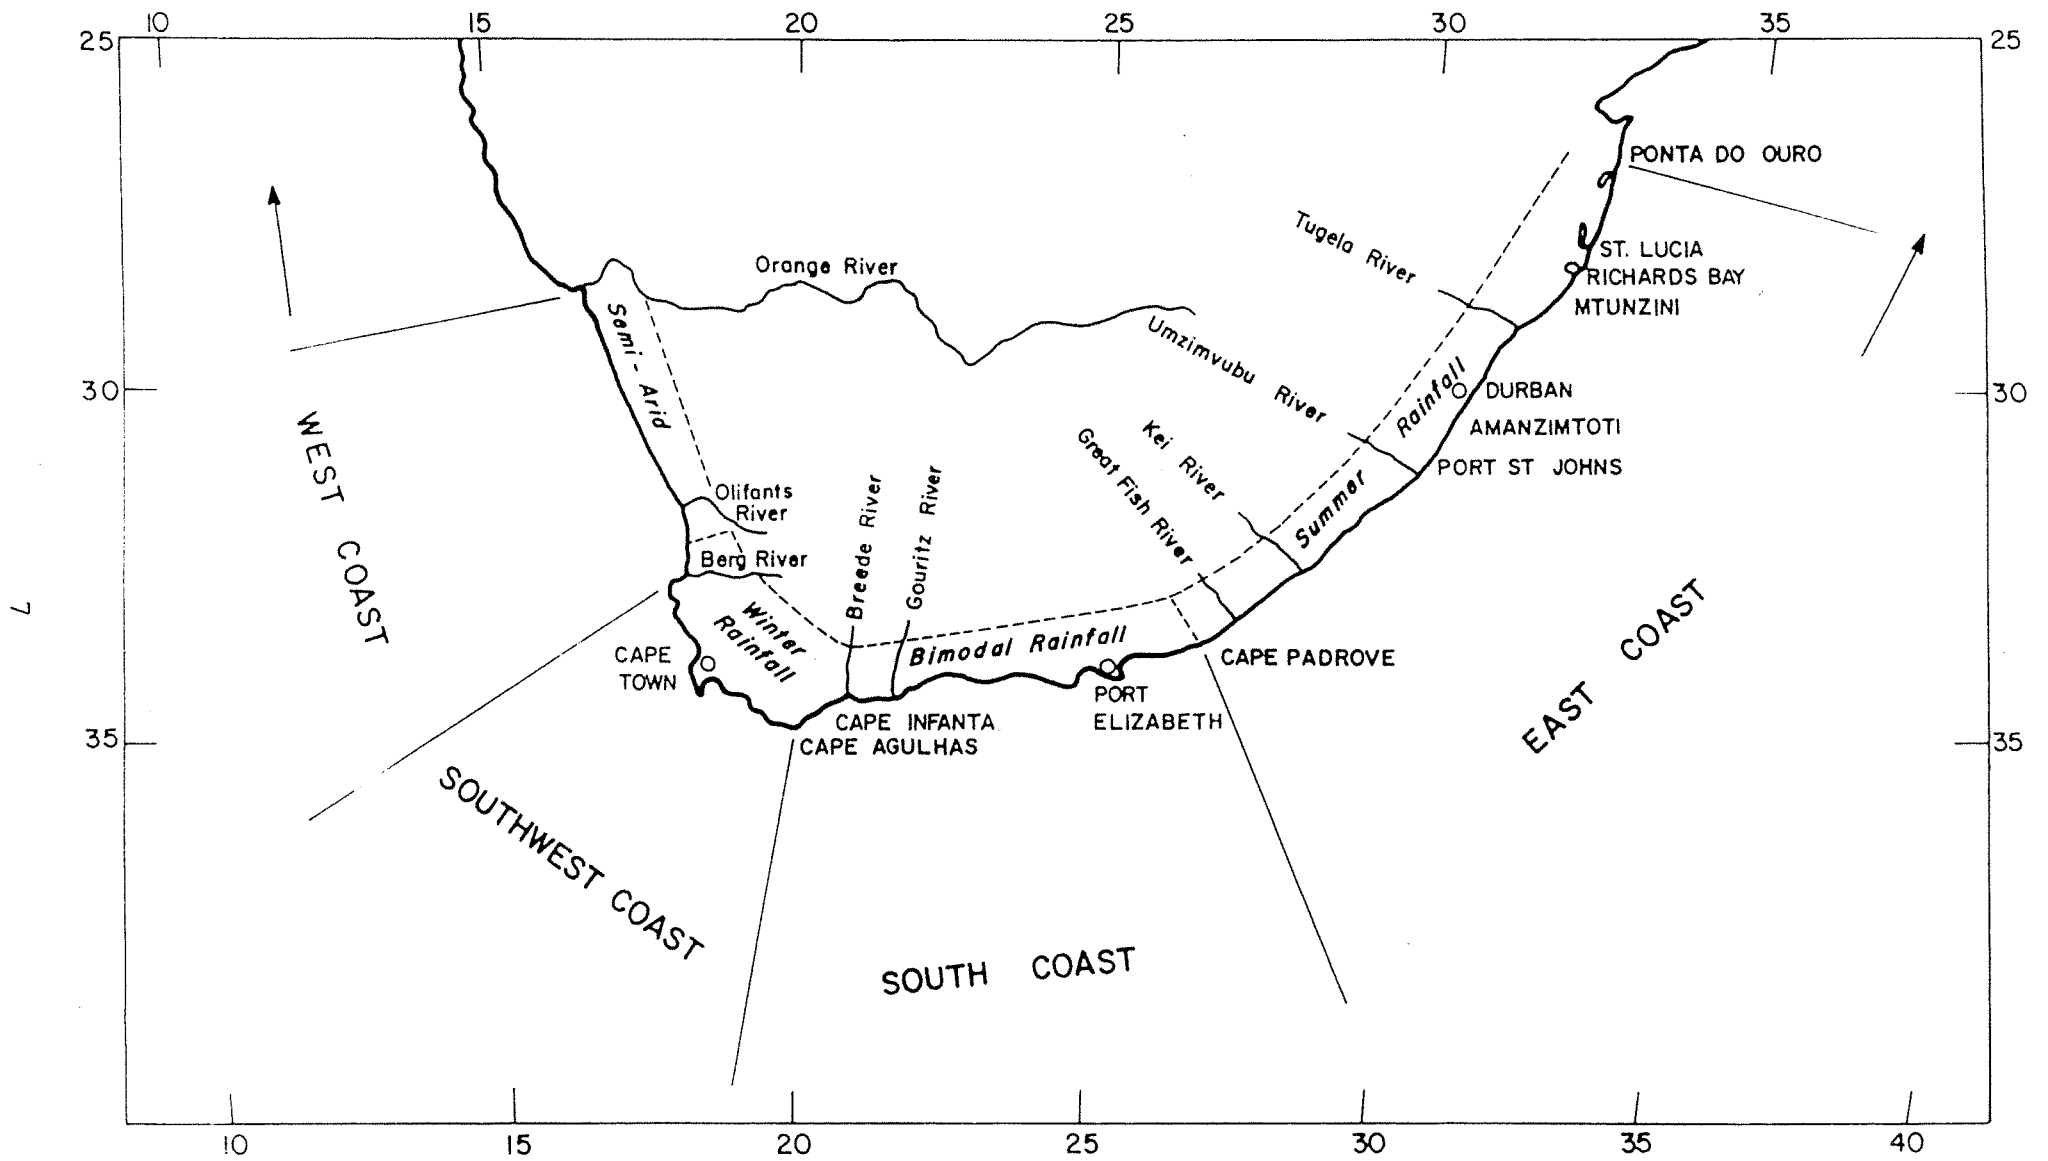 10 15 20 25 30 35
25 25
PONTA DO OURO
Tugela River
ST. LUCIA
Orange River
RICHARDS BAY
MTUNZINI
Semi-Arid
Umzimvubu River
30 30
Rainfall
DURBAN
AMANZIMTOTI
Kei River
Great Fish River
PORT ST JOHNS
WEST COAST
Olifants
River
Summer
Berg River
Breede River
Gouritz River
7
Winter
Rainfall
Bimodal Rainfall
CAPE
TOWN
CAPE PADROVE
EAST COAST
PORT
ELIZABETH
CAPE INFANTA
CAPE AGULHAS
35 35
SOUTHWEST COAST
SOUTH COAST
10 15 20 25 30 35 40